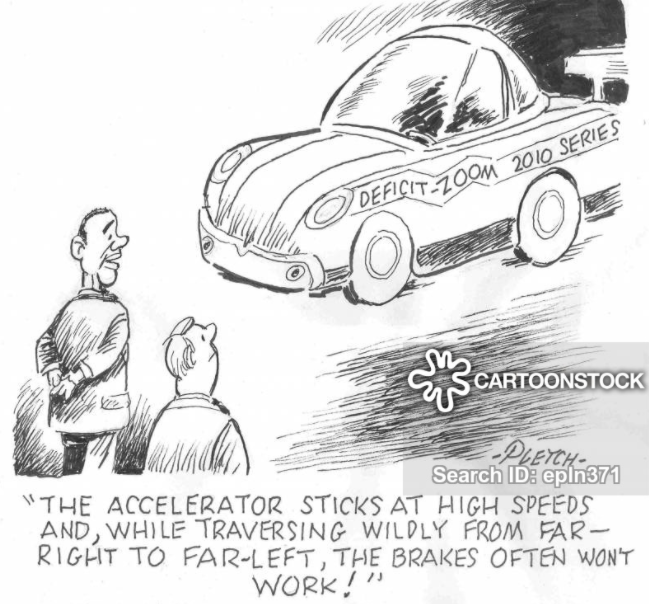 DEFICIT-ZOOM 2010 SERIES
CARTOONSTOCK
-PLETCH-
Search ID: epln371
"THE ACCELERATOR STICKS AT HIGH SPEEDS
AND, WHILE TRAVERSING WILDLY FROM FAR-
RIGHT TO FAR-LEFT, THE BRAKES OFTEN WON'T
WORK!"